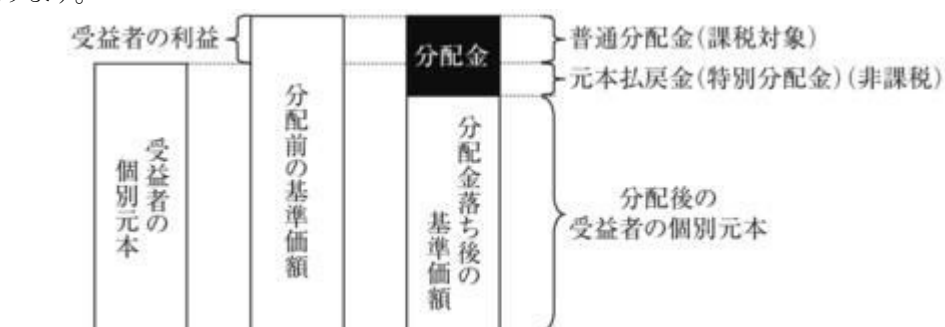 ります。
受益者の利益
分配金
普通分配金(課税対象)
元本払戻金(特別分配金)(非課税)
受益者の
個別元本
分配前の基準価額
分配金落ち後の
基準価額
分配後の
受益者の個別元本